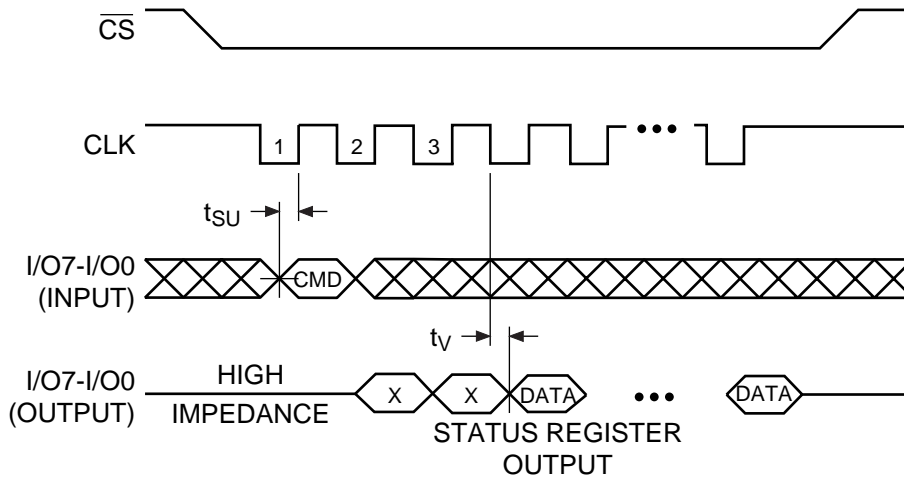 CS
CLK
1 2 3
tSU
I/O7-I/O0
(INPUT)
CMD
tV
I/O7-I/O0
(OUTPUT)
HIGH
IMPEDANCE
X X DATA DATA
STATUS REGISTER
OUTPUT